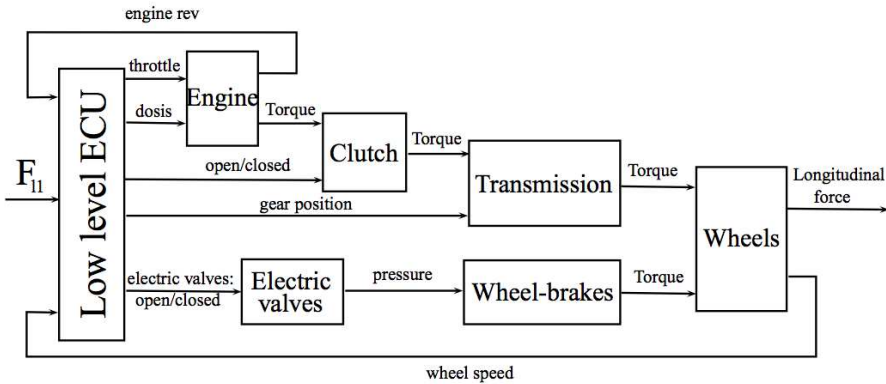 engine rev
throttle
Engine
dosis
Torque
Low level ECU
F11
open/closed
Clutch
Torque
gear position
Transmission
Torque
Wheels
Longitudinal
force
electric valves:
open/closed
Electric
valves
pressure
Wheel-brakes
Torque
wheel speed